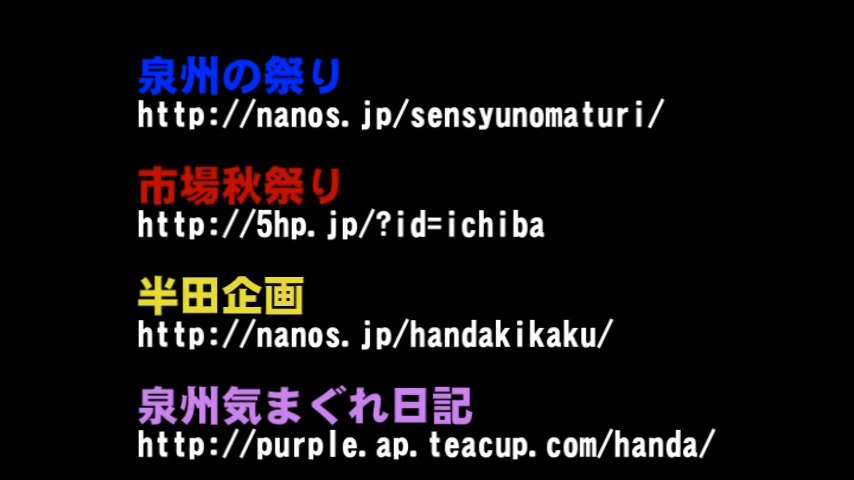 泉州の祭り
http://nanos.jp/sensyunomaturi/
市場秋祭り
http://5hp.jp/?id=ichiba
半田企画
http://nanos.jp/handakikaku/
泉州気まぐれ日記
http://purple.ap.teacup.com/handa/